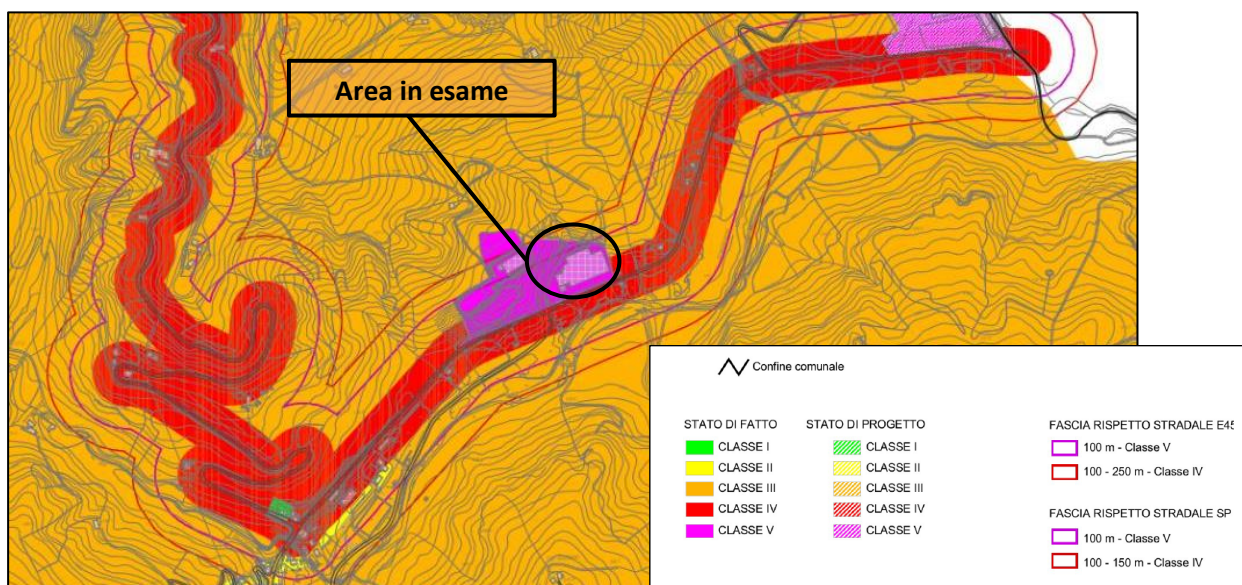 Area in esame
Confine comunale
STATO DI FATTO
CLASSE I
CLASSE II
CLASSE III
CLASSE IV
CLASSE V
STATO DI PROGETTO
CLASSE I
CLASSE II
CLASSE III
CLASSE IV
CLASSE V
FASCIA RISPETTO STRADALE E45
100 m - Classe V
100 - 250 m - Classe IV
FASCIA RISPETTO STRADALE SP
100 m - Classe V
100 - 150 m - Classe IV